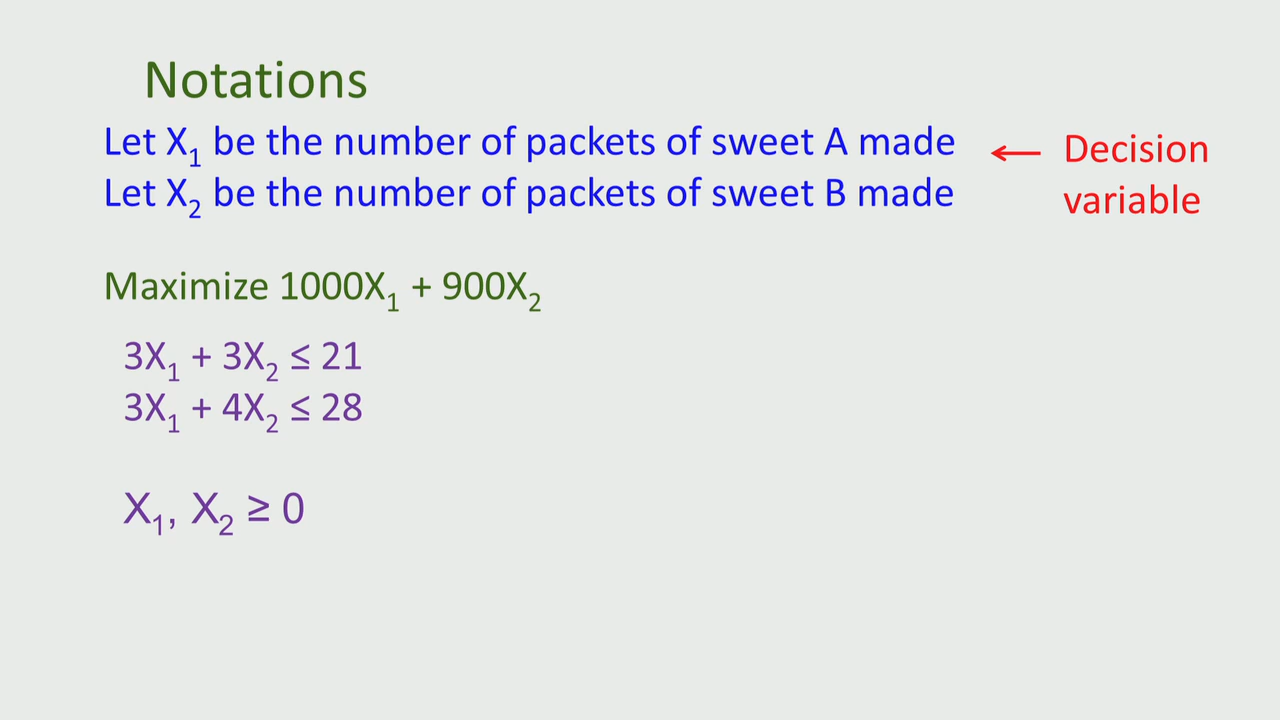 Notations
Let X₁ be the number of packets of sweet A made ← Decision
Let X₂ be the number of packets of sweet B made variable
Maximize 1000X₁ + 900X₂
3X₁ + 3X₂ ≤ 21
3X₁ + 4X₂ ≤ 28
X₁, X₂ ≥ 0